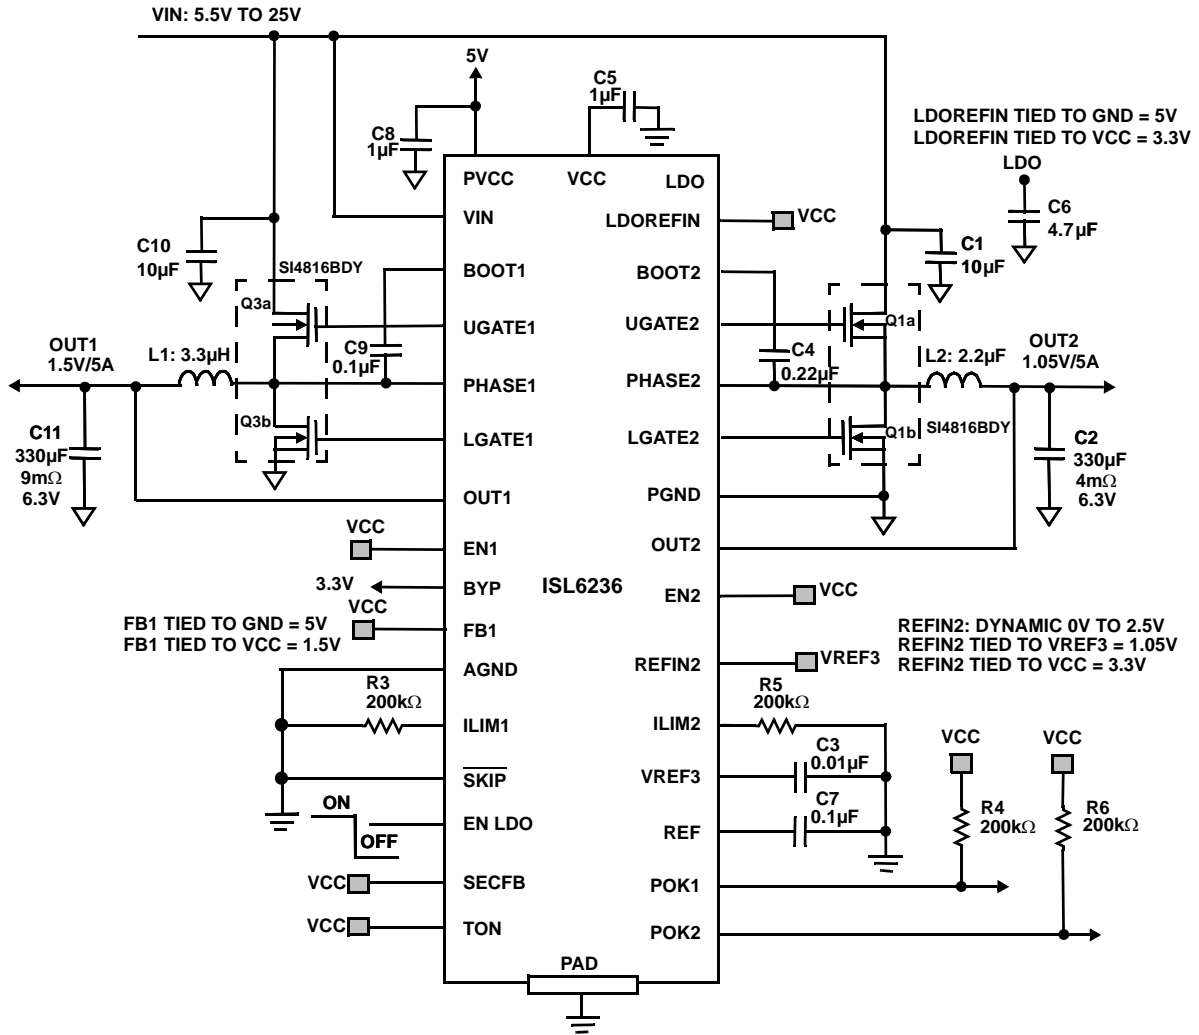 VIN: 5.5V TO 25V
5V
C5
1µF
C8
1µF
LDOREFIN TIED TO GND = 5V
LDOREFIN TIED TO VCC = 3.3V
LDO
C6
4.7µF
PVCC
VCC
LDO
VIN
LDOREFIN
VCC
C10
10µF
C1
10µF
SI4816BDY
BOOT1
BOOT2
Q3a
UGATE1
UGATE2
Q1a
OUT1
1.5V/5A
L1: 3.3µH
C9
0.1µF
C4
0.22µF
L2: 2.2µF
OUT2
1.05V/5A
PHASE1
PHASE2
Q3b
LGATE1
LGATE2
Q1b
SI4816BDY
C11
330µF
9mΩ
6.3V
C2
330µF
4mΩ
6.3V
OUT1
PGND
VCC
EN1
OUT2
3.3V
BYP
ISL6236
EN2
VCC
FB1 TIED TO GND = 5V
FB1 TIED TO VCC = 1.5V
VCC
FB1
REFIN2: DYNAMIC 0V TO 2.5V
REFIN2 TIED TO VREF3 = 1.05V
REFIN2 TIED TO VCC = 3.3V
AGND
REFIN2
VREF3
R3
200kΩ
ILIM1
R5
200kΩ
ILIM2
SKIP
C3
0.01µF
VREF3
VCC
VCC
ON
OFF
EN LDO
C7
0.1µF
REF
R4
200kΩ
R6
200kΩ
VCC
SECFB
POK1
VCC
TON
POK2
PAD